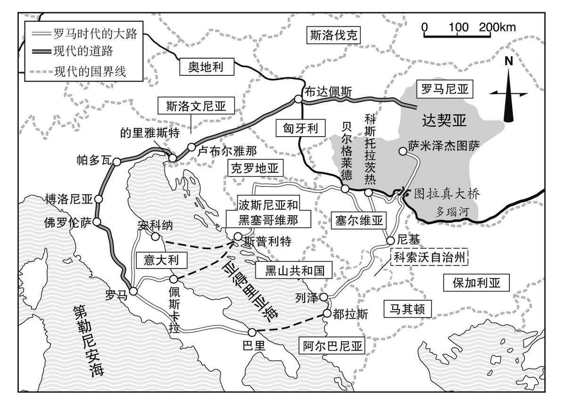 罗马时代的大路
现代的道路
现代的国界线
斯洛伐克
0 100 200km
N
奥地利
布达佩斯
罗马尼亚
斯洛文尼亚
匈牙利
科斯托拉茨热
达契亚
的里雅斯特
卢布尔雅那
贝尔格莱德
萨米泽杰图萨
帕多瓦
克罗地亚
图拉真大桥
多瑙河
博洛尼亚
波斯尼亚和
黑塞哥维那
塞尔维亚
佛罗伦萨
安科纳
斯普利特
尼基
意大利
亚得里亚海
黑山共和国
科索沃自治州
保加利亚
罗马
佩斯卡拉
列泽
都拉斯
马其顿
第勒尼安海
巴里
阿尔巴尼亚